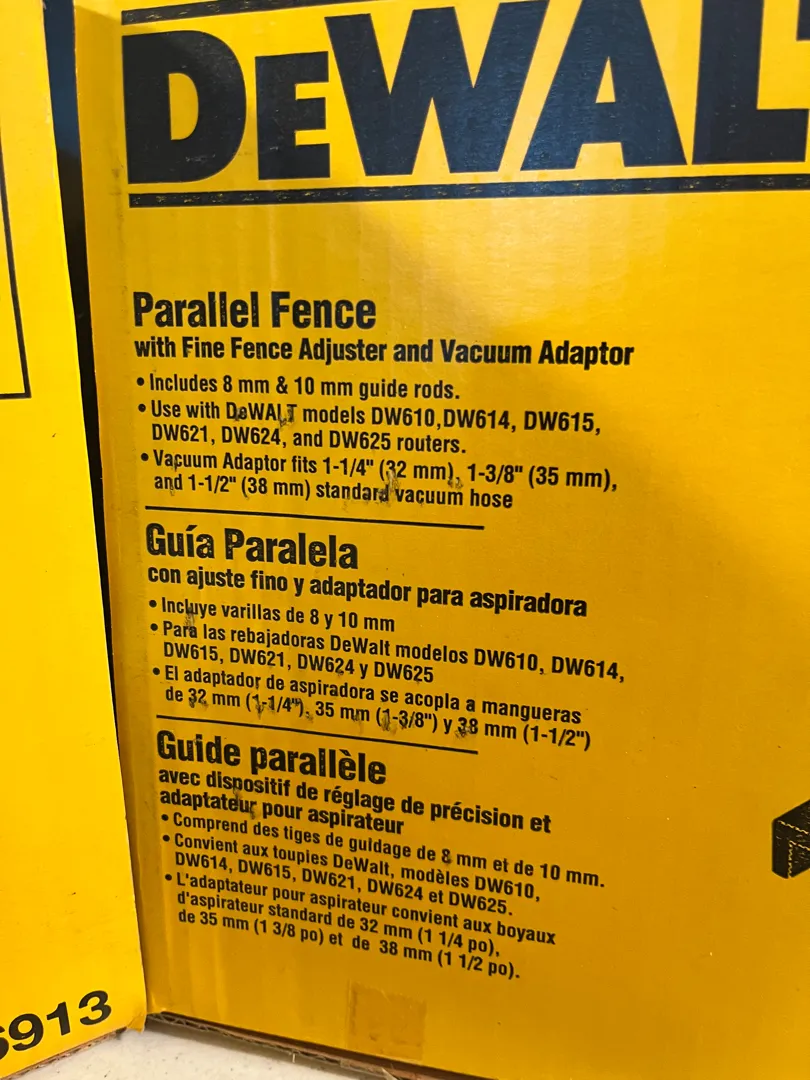 DEWALT
Parallel Fence
with Fine Fence Adjuster and Vacuum Adaptor
• Includes 8 mm & 10 mm guide rods.
• Use with DEWALT models DW610,DW614, DW615,
DW621, DW624, and DW625 routers.
• Vacuum Adaptor fits 1-1/4" (32 mm), 1-3/8" (35 mm),
and 1-1/2" (38 mm) standard vacuum hose
Guía Paralela
con ajuste fino y adaptador para aspiradora
• Incluye varillas de 8 y 10 mm
• Para las rebajadoras DeWalt modelos DW610, DW614,
DW615, DW621, DW624 y DW625
• El adaptador de aspiradora se acopla a mangueras
de 32 mm (1-1/4"), 35 mm (1-3/8") y 38 mm (1-1/2")
Guide parallèle
avec dispositif de réglage de précision et
adaptateur pour aspirateur
• Comprend des tiges de guidage de 8 mm et de 10 mm.
• Convient aux toupies DeWalt, modèles DW610,
DW614, DW615, DW621, DW624 et DW625.
• L'adaptateur pour aspirateur convient aux boyaux
d'aspirateur standard de 32 mm (1 1/4 po),
de 35 mm (1 3/8 po) et de 38 mm (1 1/2 po).
913